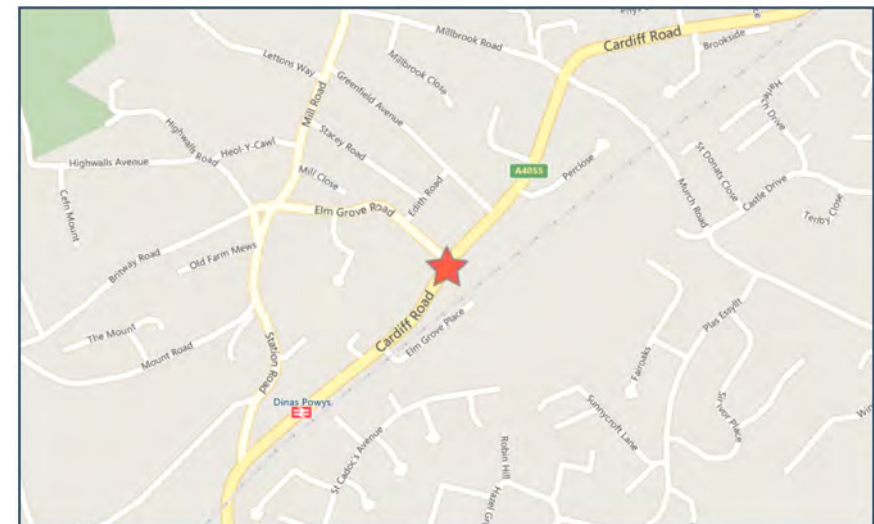 Millbrook Road
Cardiff Road
Brookside
Lettons Way
Millbrook Close
Greenfield Avenue
Mill Road
Highwalls Road
Stacey Road
Heol-Y-Cawl
Highwalls Avenue
Mill Close
A4055
Perclose
St Donats Close
Murch Road
Castle Drive
Tenby Close
Cefn Mount
Elm Grove Road
Edith Road
Britway Road
Old Farm Mews
The Mount
Mount Road
Station Road
Cardiff Road
Elm Grove Place
Plas Essyllt
Fairoaks
Dinas Powys
St Cadoc's Avenue
Sunnycroft Lane
Sir Ivor Place
Robin Hill